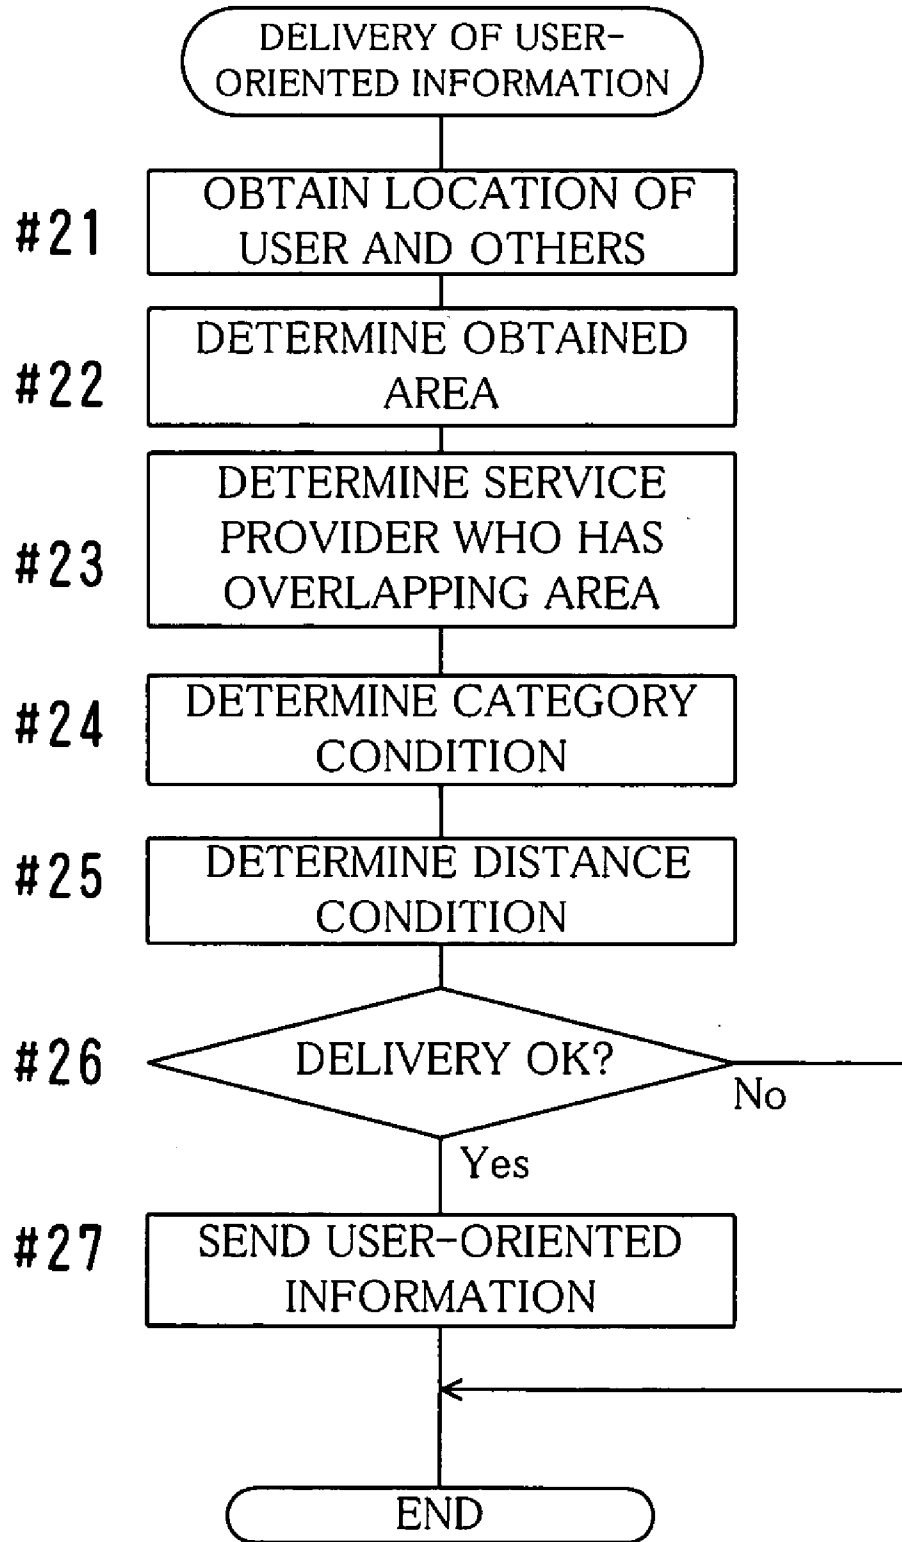 DELIVERY OF USER-
ORIENTED INFORMATION
#21
OBTAIN LOCATION OF
USER AND OTHERS
#22
DETERMINE OBTAINED
AREA
#23
DETERMINE SERVICE
PROVIDER WHO HAS
OVERLAPPING AREA
#24
DETERMINE CATEGORY
CONDITION
#25
DETERMINE DISTANCE
CONDITION
#26
DELIVERY OK?
No
Yes
#27
SEND USER-ORIENTED
INFORMATION
END